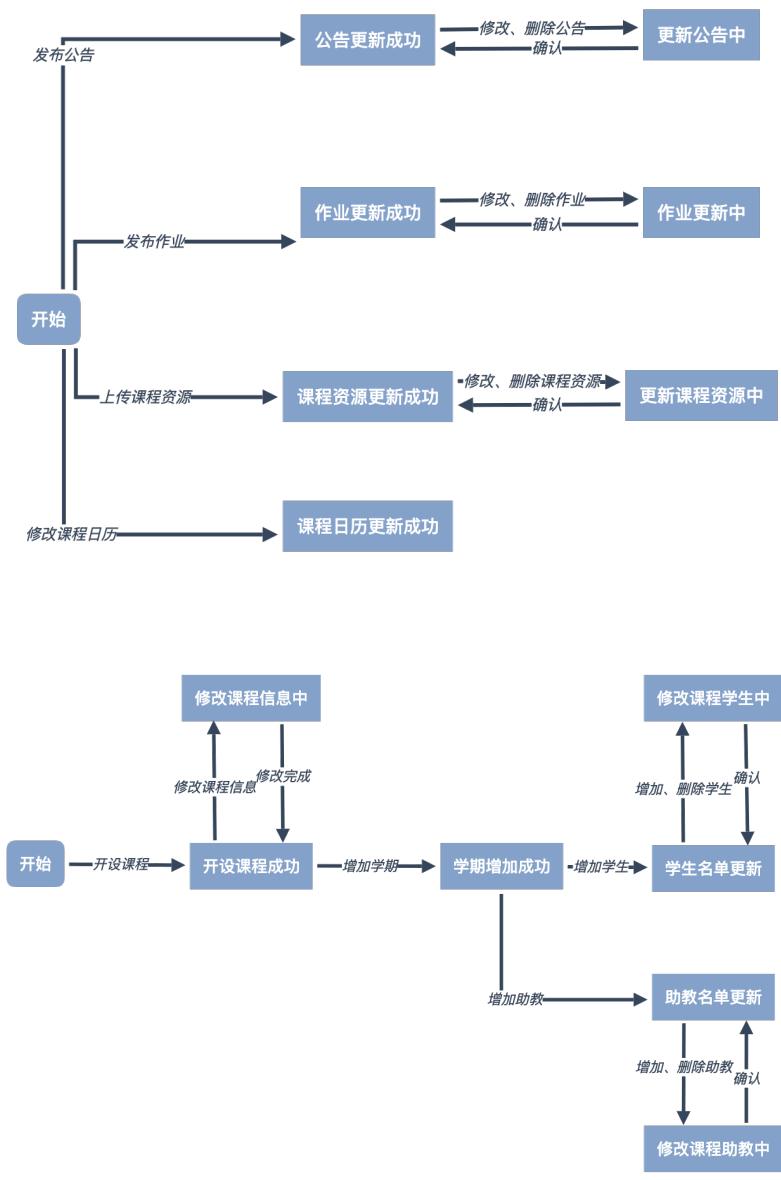 发布公告
公告更新成功
修改、删除公告
确认
更新公告中
发布作业
作业更新成功
修改、删除作业
确认
作业更新中
开始
上传课程资源
课程资源更新成功
修改、删除课程资源
确认
更新课程资源中
修改课程日历
课程日历更新成功
修改课程信息中
修改课程学生中
修改课程信息
修改完成
增加、删除学生
确认
开始
开设课程
开设课程成功
增加学期
学期增加成功
增加学生
学生名单更新
增加助教
助教名单更新
增加、删除助教
确认
修改课程助教中